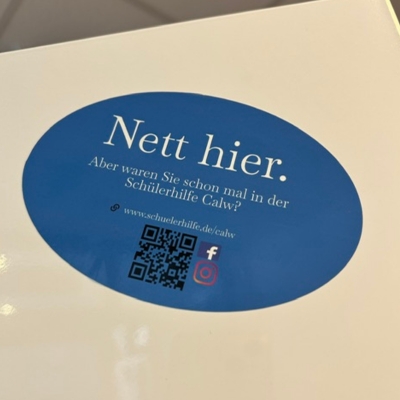 Nett hier.
Aber waren Sie schon mal in der
Schülerhilfe Calw?
www.schuelerhilfe.de/calw